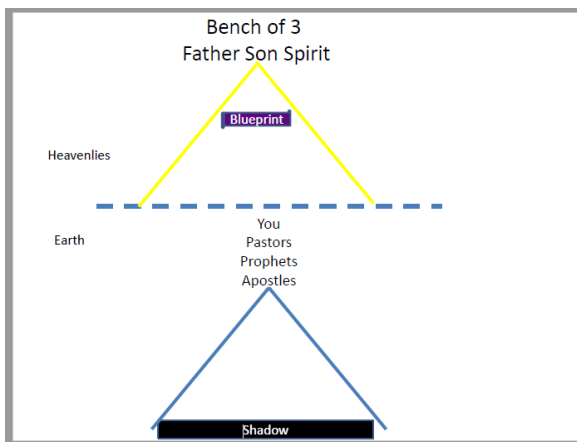 Bench of 3
Father Son Spirit
Blueprint
Heavenlies
You
Earth
Pastors
Prophets
Apostles
Shadow